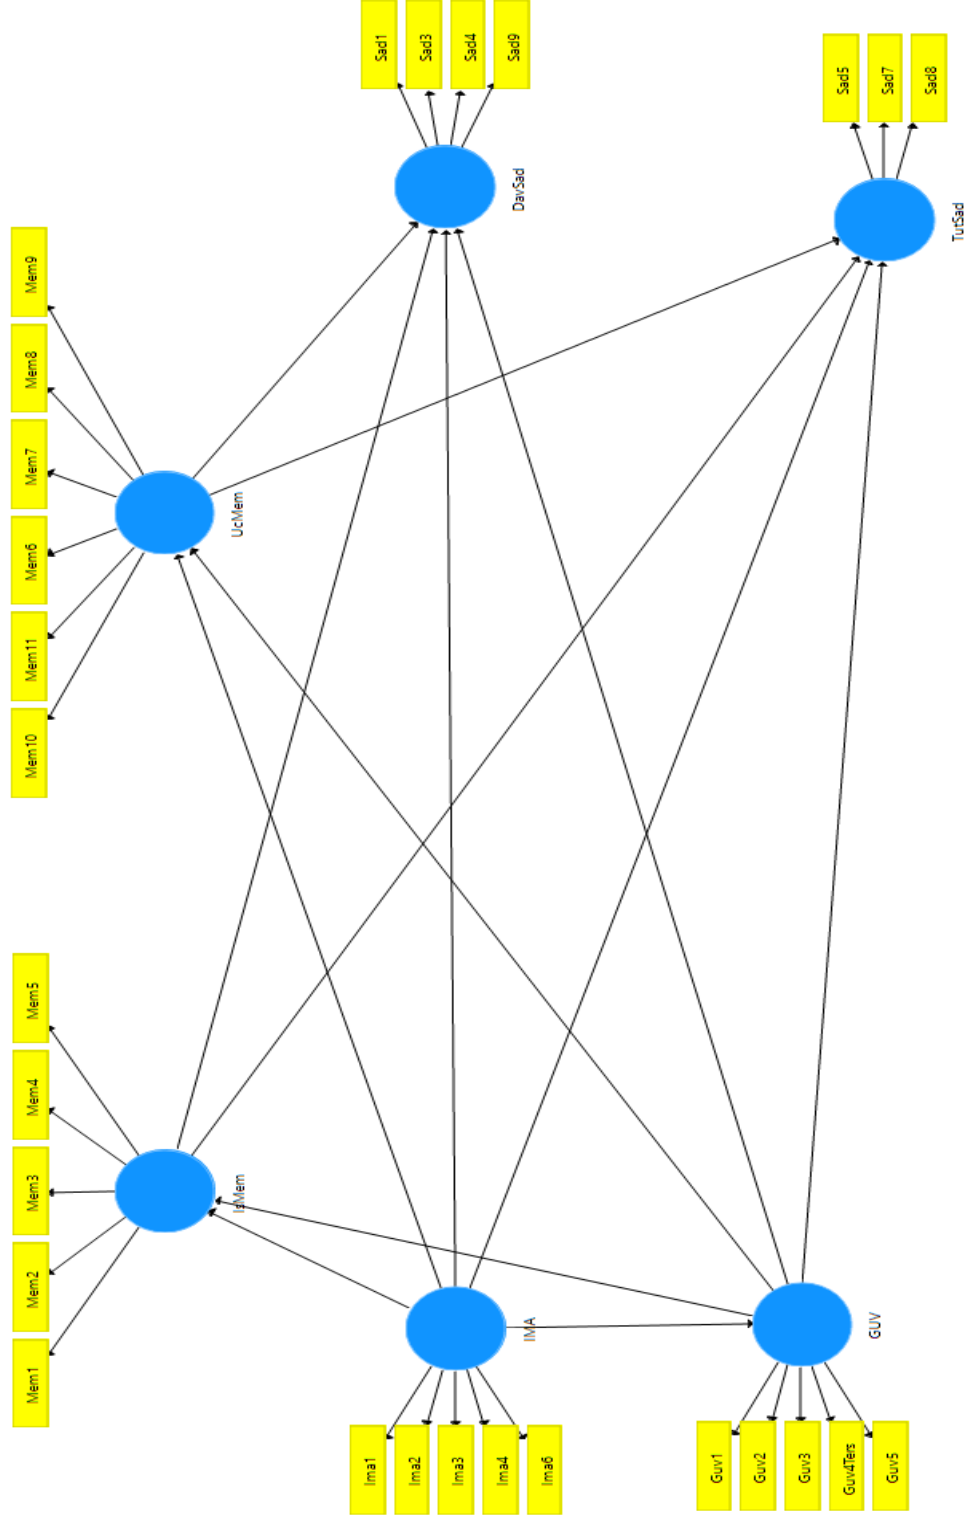 Mem1
Mem2
Mem3
Mem4
Mem5
Mem10
Mem11
Mem6
Mem7
Mem8
Mem9
IsMem
UcMem
Ima1
Ima2
Ima3
Ima4
Ima6
IMA
Sad1
Sad3
Sad4
Sad9
DavSad
Guv1
Guv2
Guv3
Guv4Ters
Guv5
GUV
Sad5
Sad7
Sad8
TutSad